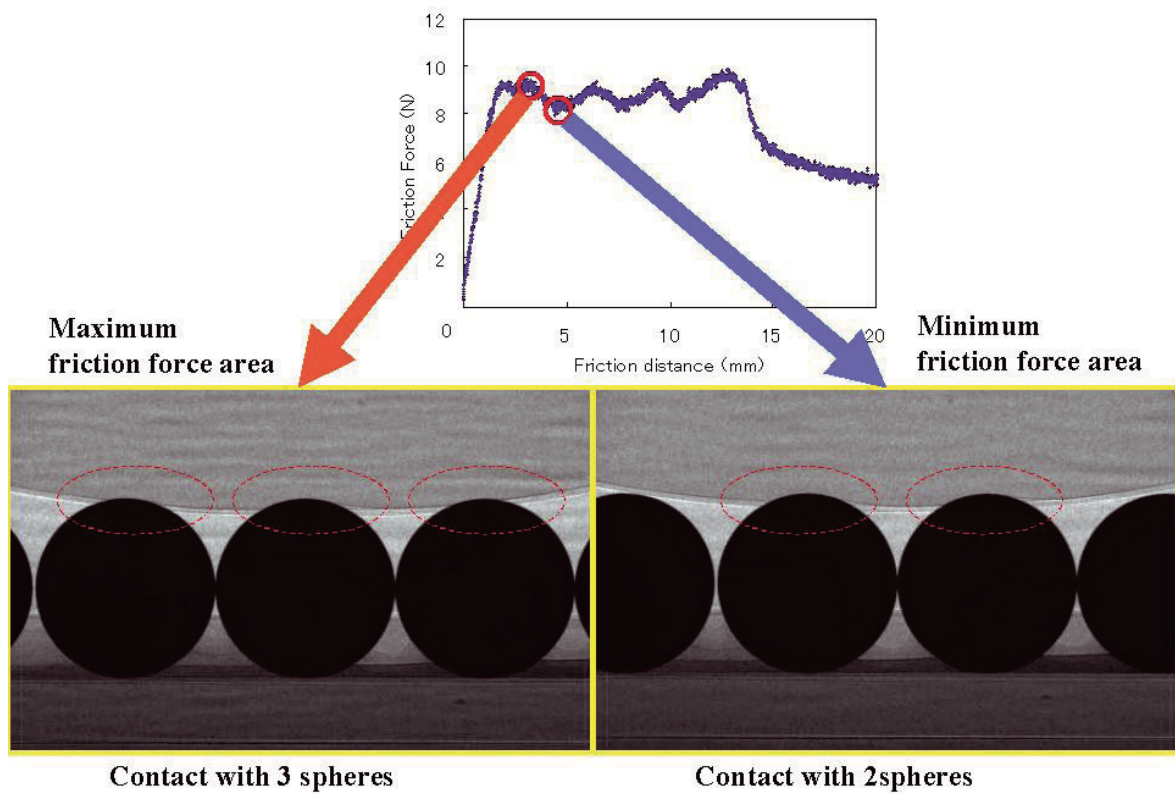 12
10
8
6
2
0
5
10
15
20
Friction Force (N)
Friction distance (mm)
Maximum
friction force area
Minimum
friction force area
Contact with 3 spheres
Contact with 2spheres